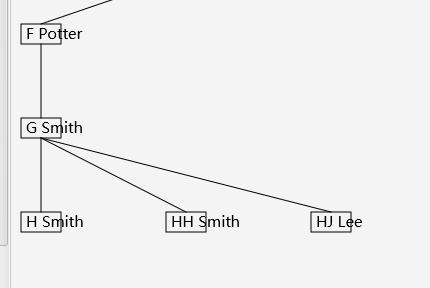 F Potter
G Smith
H Smith
HH Smith
HJ Lee